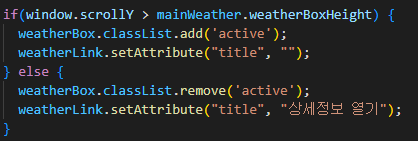 if(window.scrollY > mainWeather.weatherBoxHeight) {
  weatherBox.classList.add('active');
  weatherLink.setAttribute("title", "");
} else {
  weatherBox.classList.remove('active');
  weatherLink.setAttribute("title", "상세정보 열기");
}